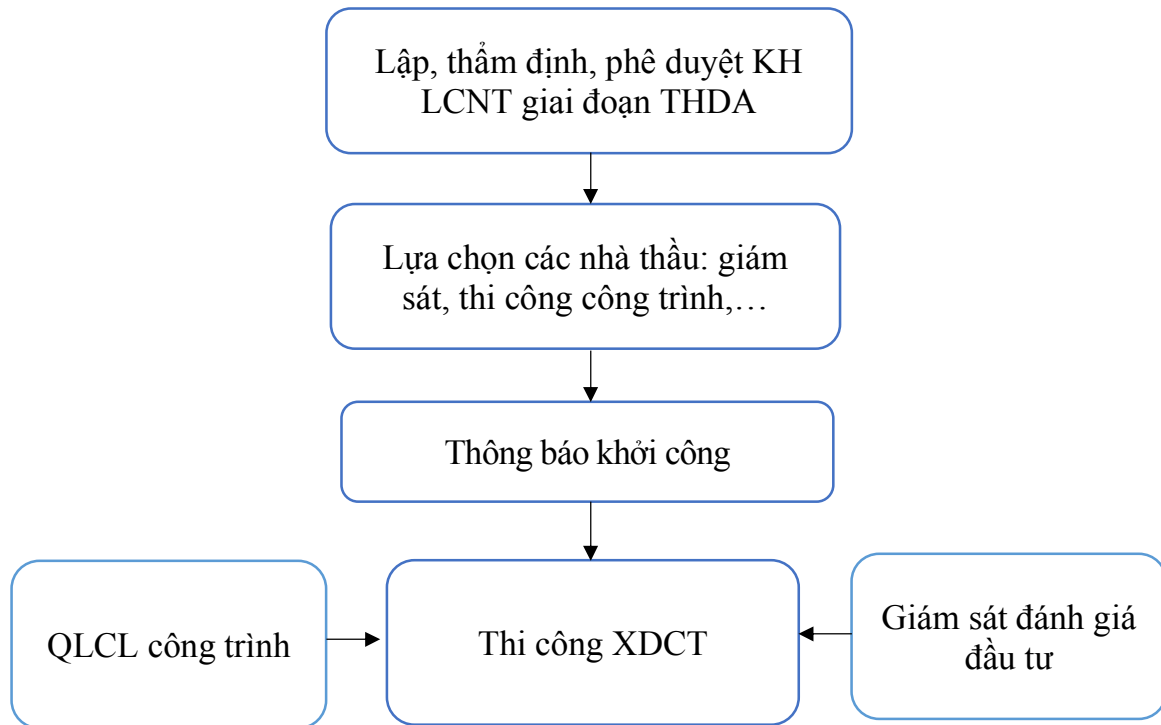 Lập, thẩm định, phê duyệt KH
LCNT giai đoạn THDA
Lựa chọn các nhà thầu: giám
sát, thi công công trình,…
Thông báo khởi công
QLCL công trình
Thi công XDCT
Giám sát đánh giá
đầu tư